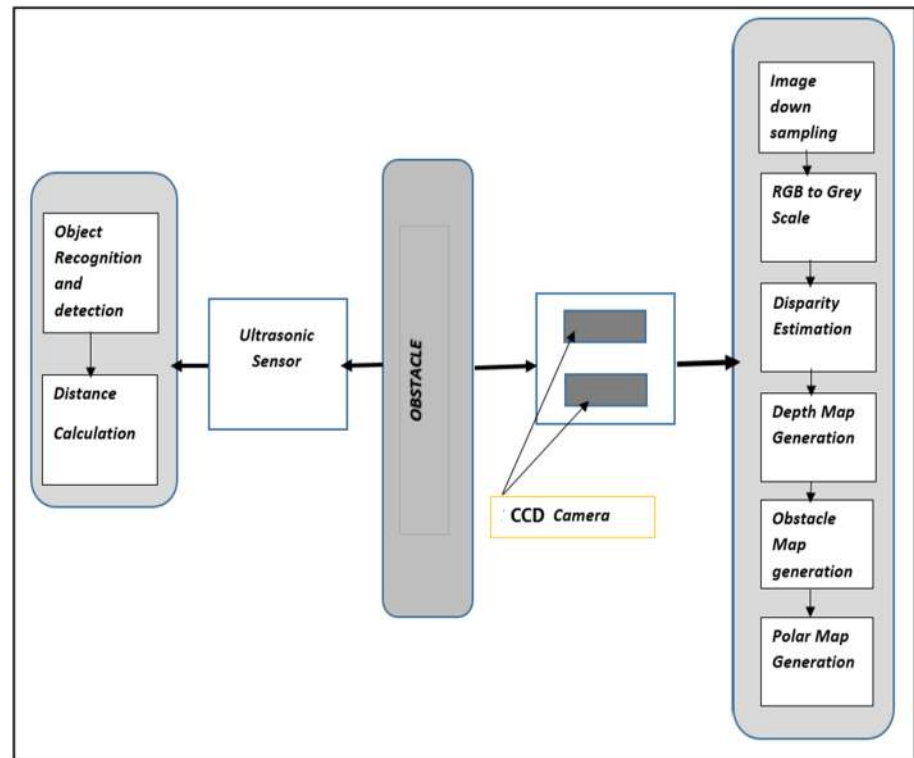 Object
Recognition
and
detection
Distance
Calculation
Ultrasonic
Sensor
OBSTACLE
CCD Camera
Image
down
sampling
RGB to Grey
Scale
Disparity
Estimation
Depth Map
Generation
Obstacle
Map
generation
Polar Map
Generation